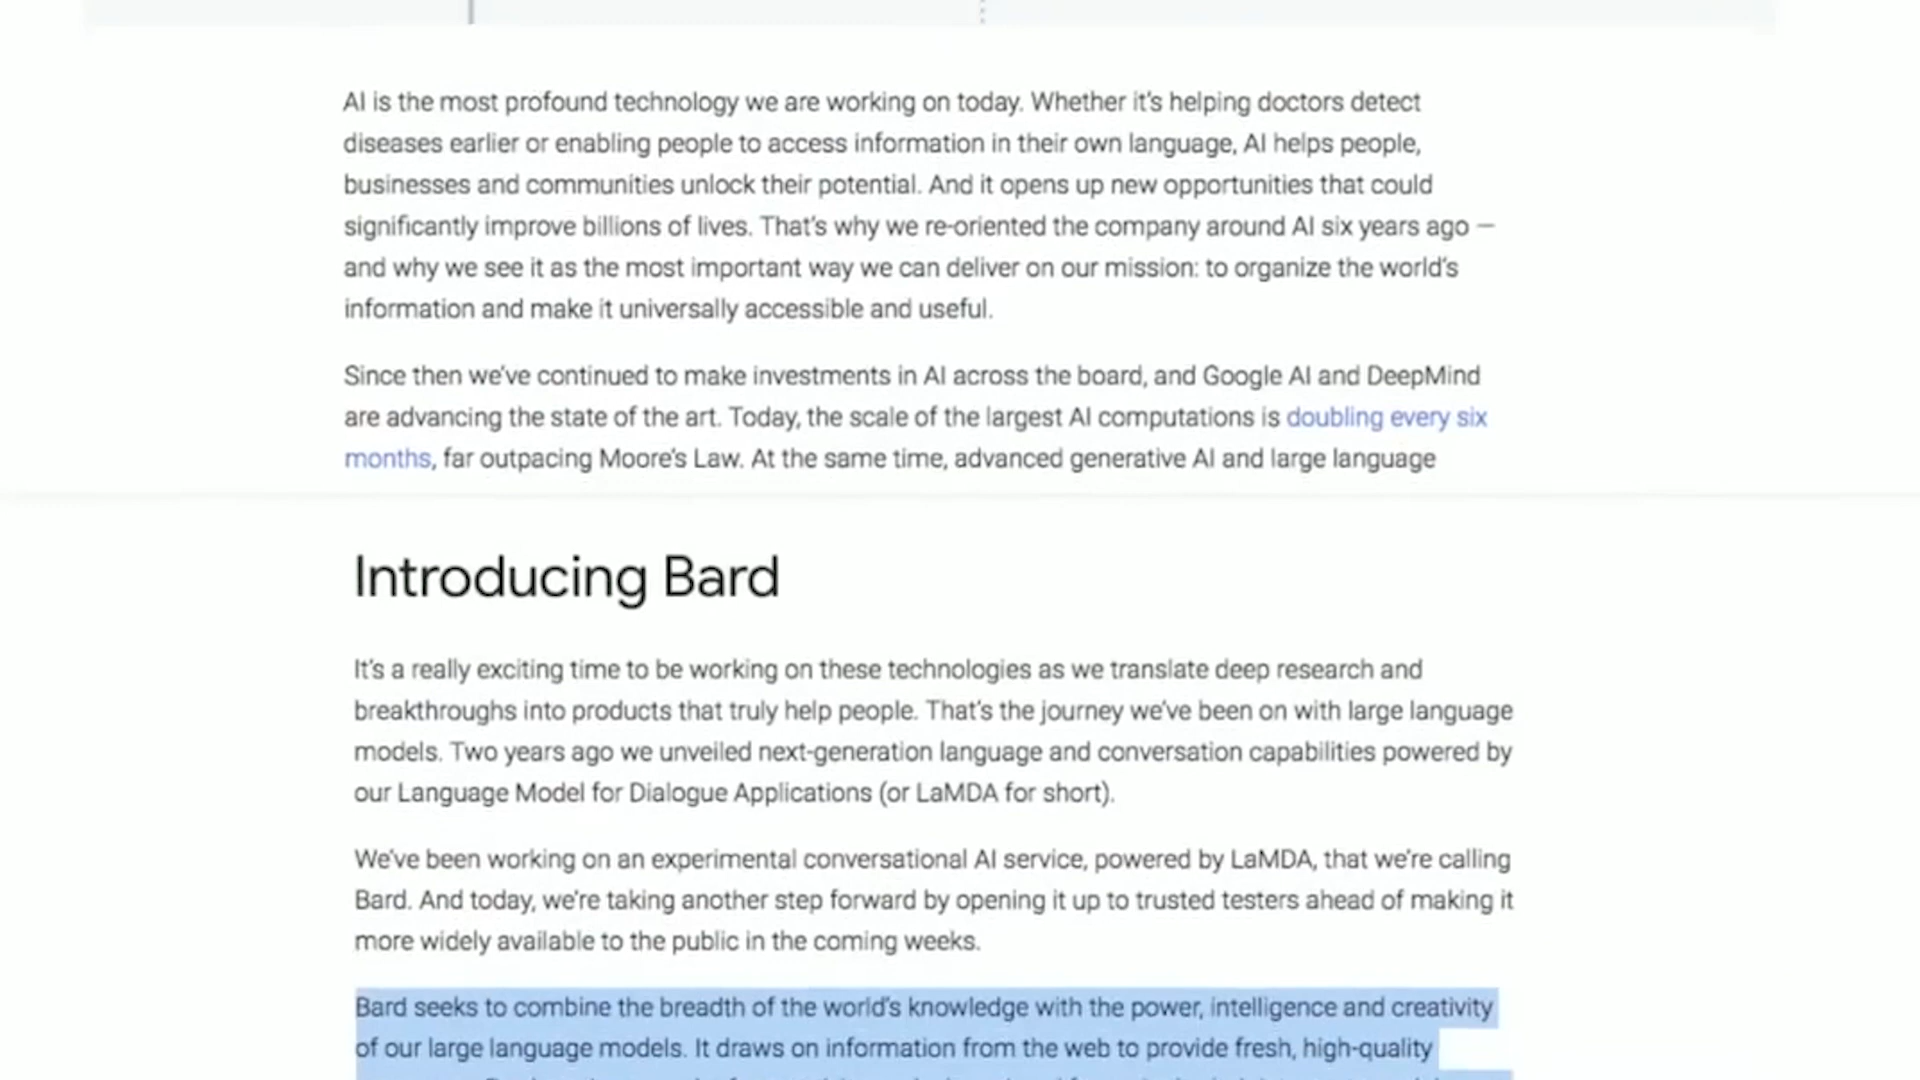 AI is the most profound technology we are working on today. Whether it's helping doctors detect
diseases earlier or enabling people to access information in their own language, AI helps people,
businesses and communities unlock their potential. And it opens up new opportunities that could
significantly improve billions of lives. That's why we re-oriented the company around AI six years ago —
and why we see it as the most important way we can deliver on our mission: to organize the world's
information and make it universally accessible and useful.
Since then we've continued to make investments in AI across the board, and Google AI and DeepMind
are advancing the state of the art. Today, the scale of the largest AI computations is doubling every six
months, far outpacing Moore's Law. At the same time, advanced generative AI and large language
Introducing Bard
It's a really exciting time to be working on these technologies as we translate deep research and
breakthroughs into products that truly help people. That's the journey we've been on with large language
models. Two years ago we unveiled next-generation language and conversation capabilities powered by
our Language Model for Dialogue Applications (or LaMDA for short).
We've been working on an experimental conversational AI service, powered by LaMDA, that we're calling
Bard. And today, we're taking another step forward by opening it up to trusted testers ahead of making it
more widely available to the public in the coming weeks.
Bard seeks to combine the breadth of the world's knowledge with the power, intelligence and creativity
of our large language models. It draws on information from the web to provide fresh, high-quality